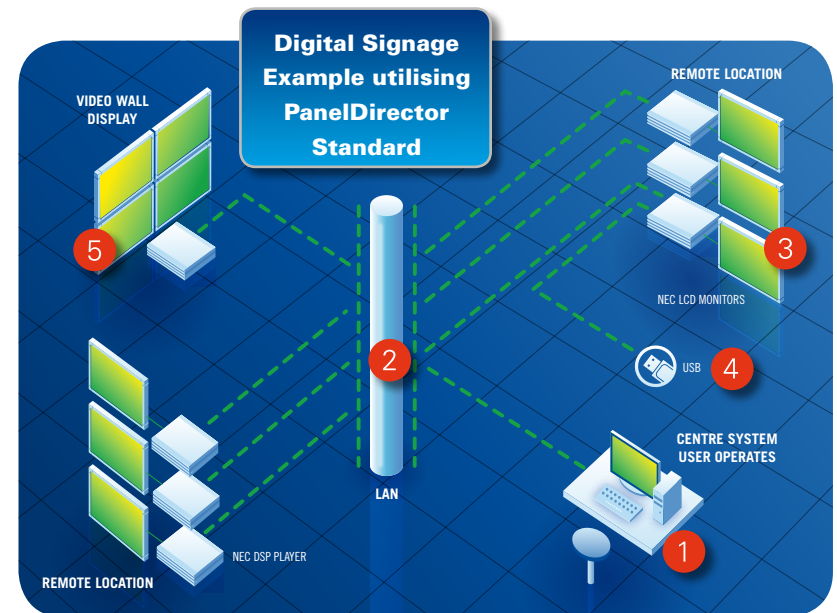 Digital Signage
Example utilising
PanelDirector
Standard
VIDEO WALL
DISPLAY
5
REMOTE LOCATION
3
NEC LCD MONITORS
2
USB
4
CENTRE SYSTEM
USER OPERATES
1
LAN
NEC DSP PLAYER
REMOTE LOCATION